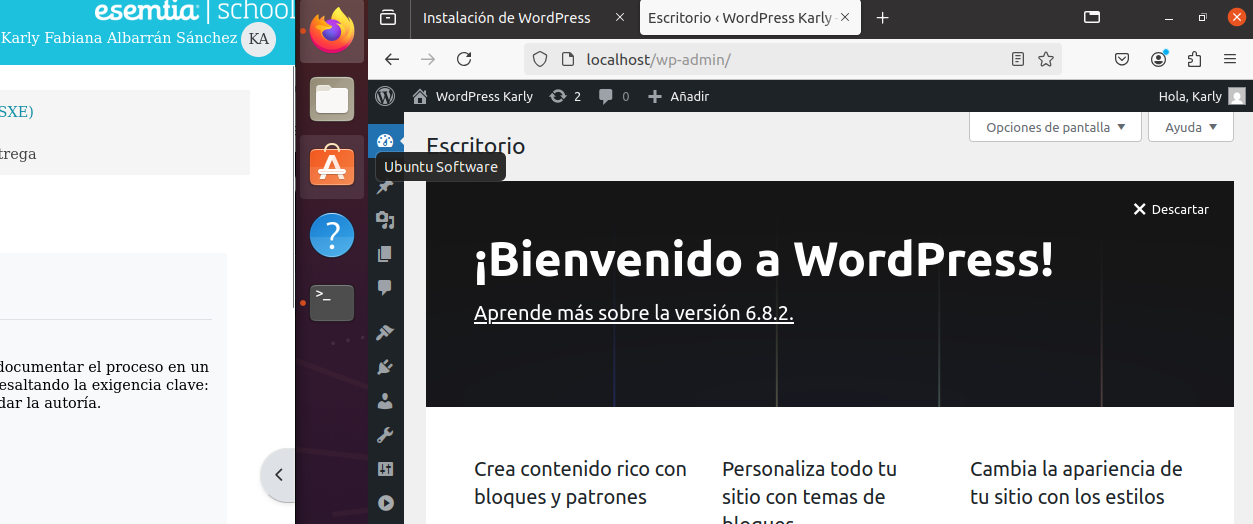 esemtia | school
Karly Fabiana Albarrán Sánchez KA
SXE)
trega
documentar el proceso en un
esaltando la exigencia clave:
dar la autoría.
Instalación de WordPress
Escritorio ‹ WordPress Karly
localhost/wp-admin/
WordPress Karly 2 0 Añadir
Hola, Karly
Opciones de pantalla Ayuda
Escritorio
Ubuntu Software
Descartar
¡Bienvenido a WordPress!
Aprende más sobre la versión 6.8.2.
Crea contenido rico con
bloques y patrones
Personaliza todo tu
sitio con temas de
bloques
Cambia la apariencia de
tu sitio con los estilos